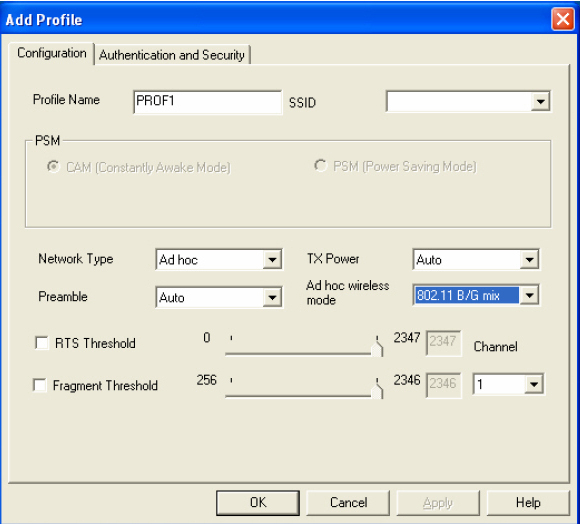 Add Profile
Configuration Authentication and Security
Profile Name PROF1 SSID
PSM
CAM (Constantly Awake Mode) PSM (Power Saving Mode)
Network Type Ad hoc TX Power Auto
Preamble Auto Ad hoc wireless mode 802.11 B/G mix
RTS Threshold 0 2347 2347 Channel
Fragment Threshold 256 2346 2346 1
OK Cancel Apply Help